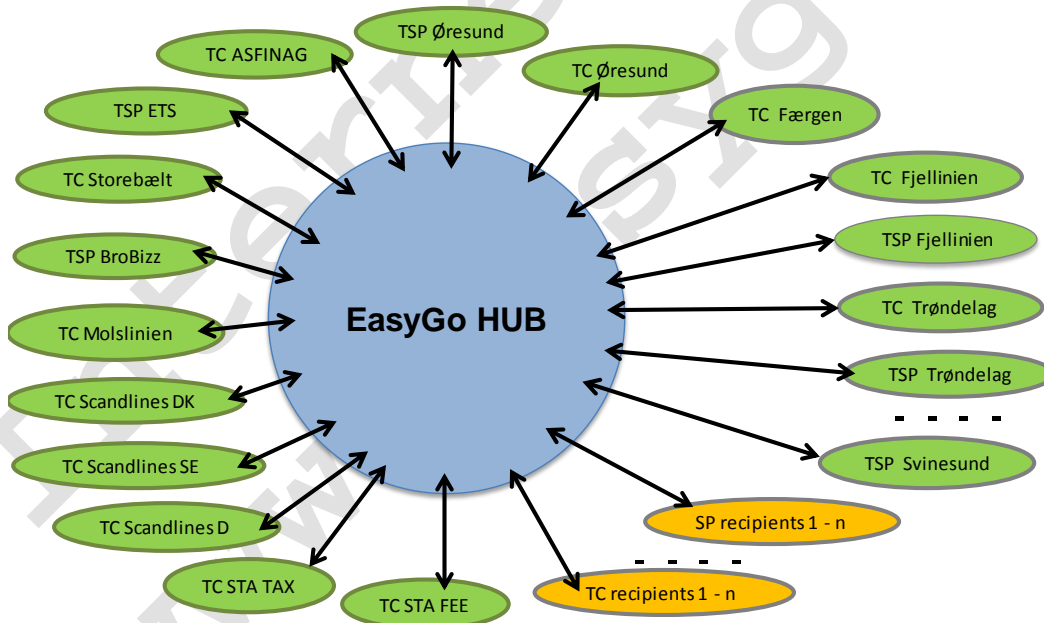 TSP Øresund
TC ASFINAG
TC Øresund
TSP ETS
TC Færgen
TC Storebælt
TC Fjellinien
TSP BroBizz
TSP Fjellinien
EasyGo HUB
TC Molslinien
TC Trøndelag
TSP Trøndelag
- - - -
TC Scandlines DK
TC Scandlines SE
TSP Svinesund
TC Scandlines D
SP recipients 1 - n
- - - -
TC STA TAX
TC STA FEE
TC recipients 1 - n